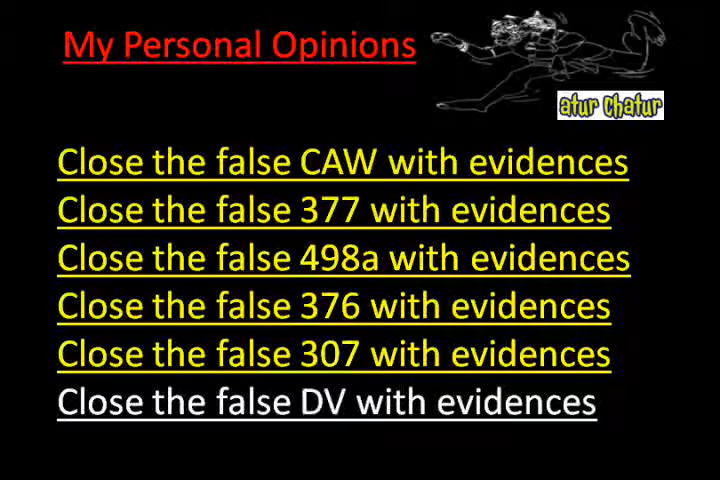 My Personal Opinions
atur chatur
Close the false CAW with evidences
Close the false 377 with evidences
Close the false 498a with evidences
Close the false 376 with evidences
Close the false 307 with evidences
Close the false DV with evidences